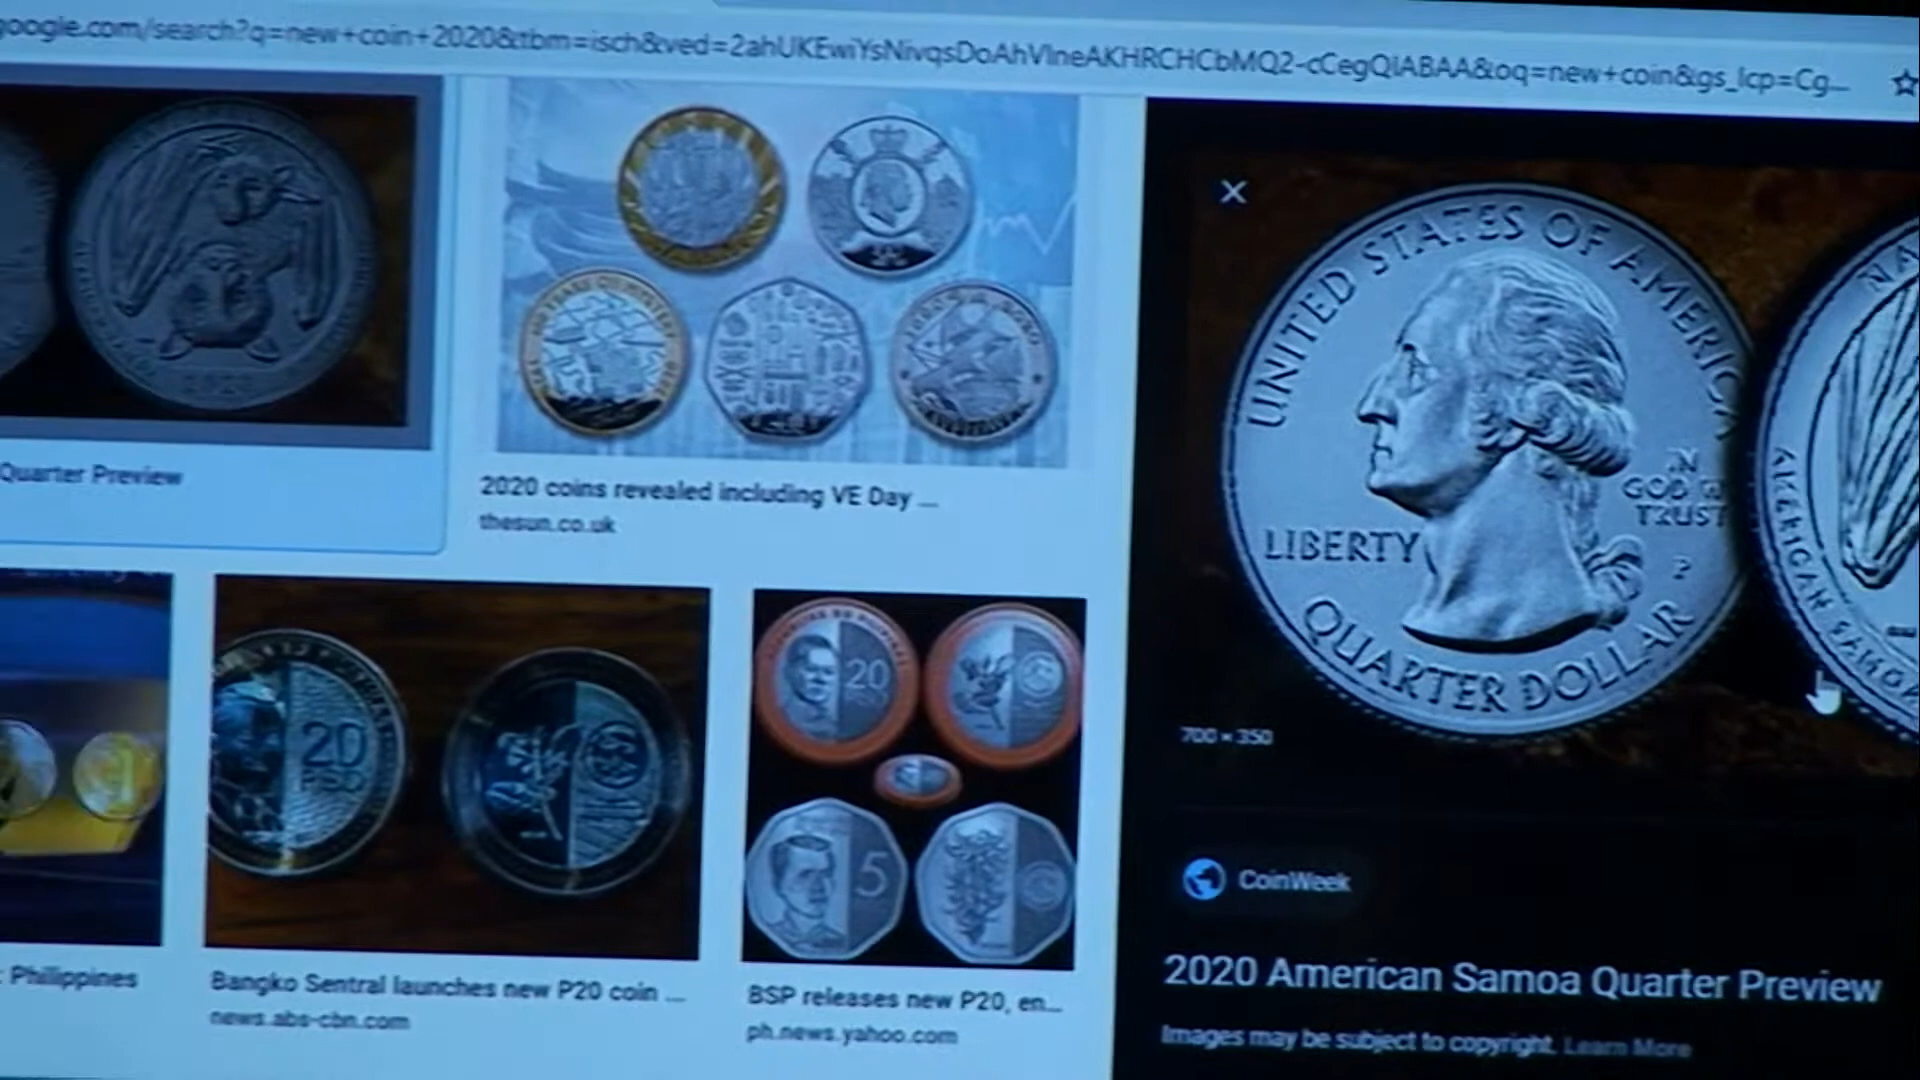 google.com/search?q=new+coin+2020&tbm=isch&ved=2ahUKEwiYsNivqsDoAhVlneAKHRCHCbMQ2-cCegQIABAA&oq=new+coin&gs_lcp=Cg...
2020
Quarter Preview
2020 coins revealed including VE Day ...
thesun.co.uk
UNITED STATES OF AMERICA
IN
GOD W
TRUST
LIBERTY
P
QUARTER DOLLAR
AMERICAN SAMOA
700 × 350
20
PISO
20
5
: Philippines
Bangko Sentral launches new P20 coin ...
news.abs-cbn.com
BSP releases new P20, en...
ph.news.yahoo.com
CoinWeek
2020 American Samoa Quarter Preview
Images may be subject to copyright. Learn More